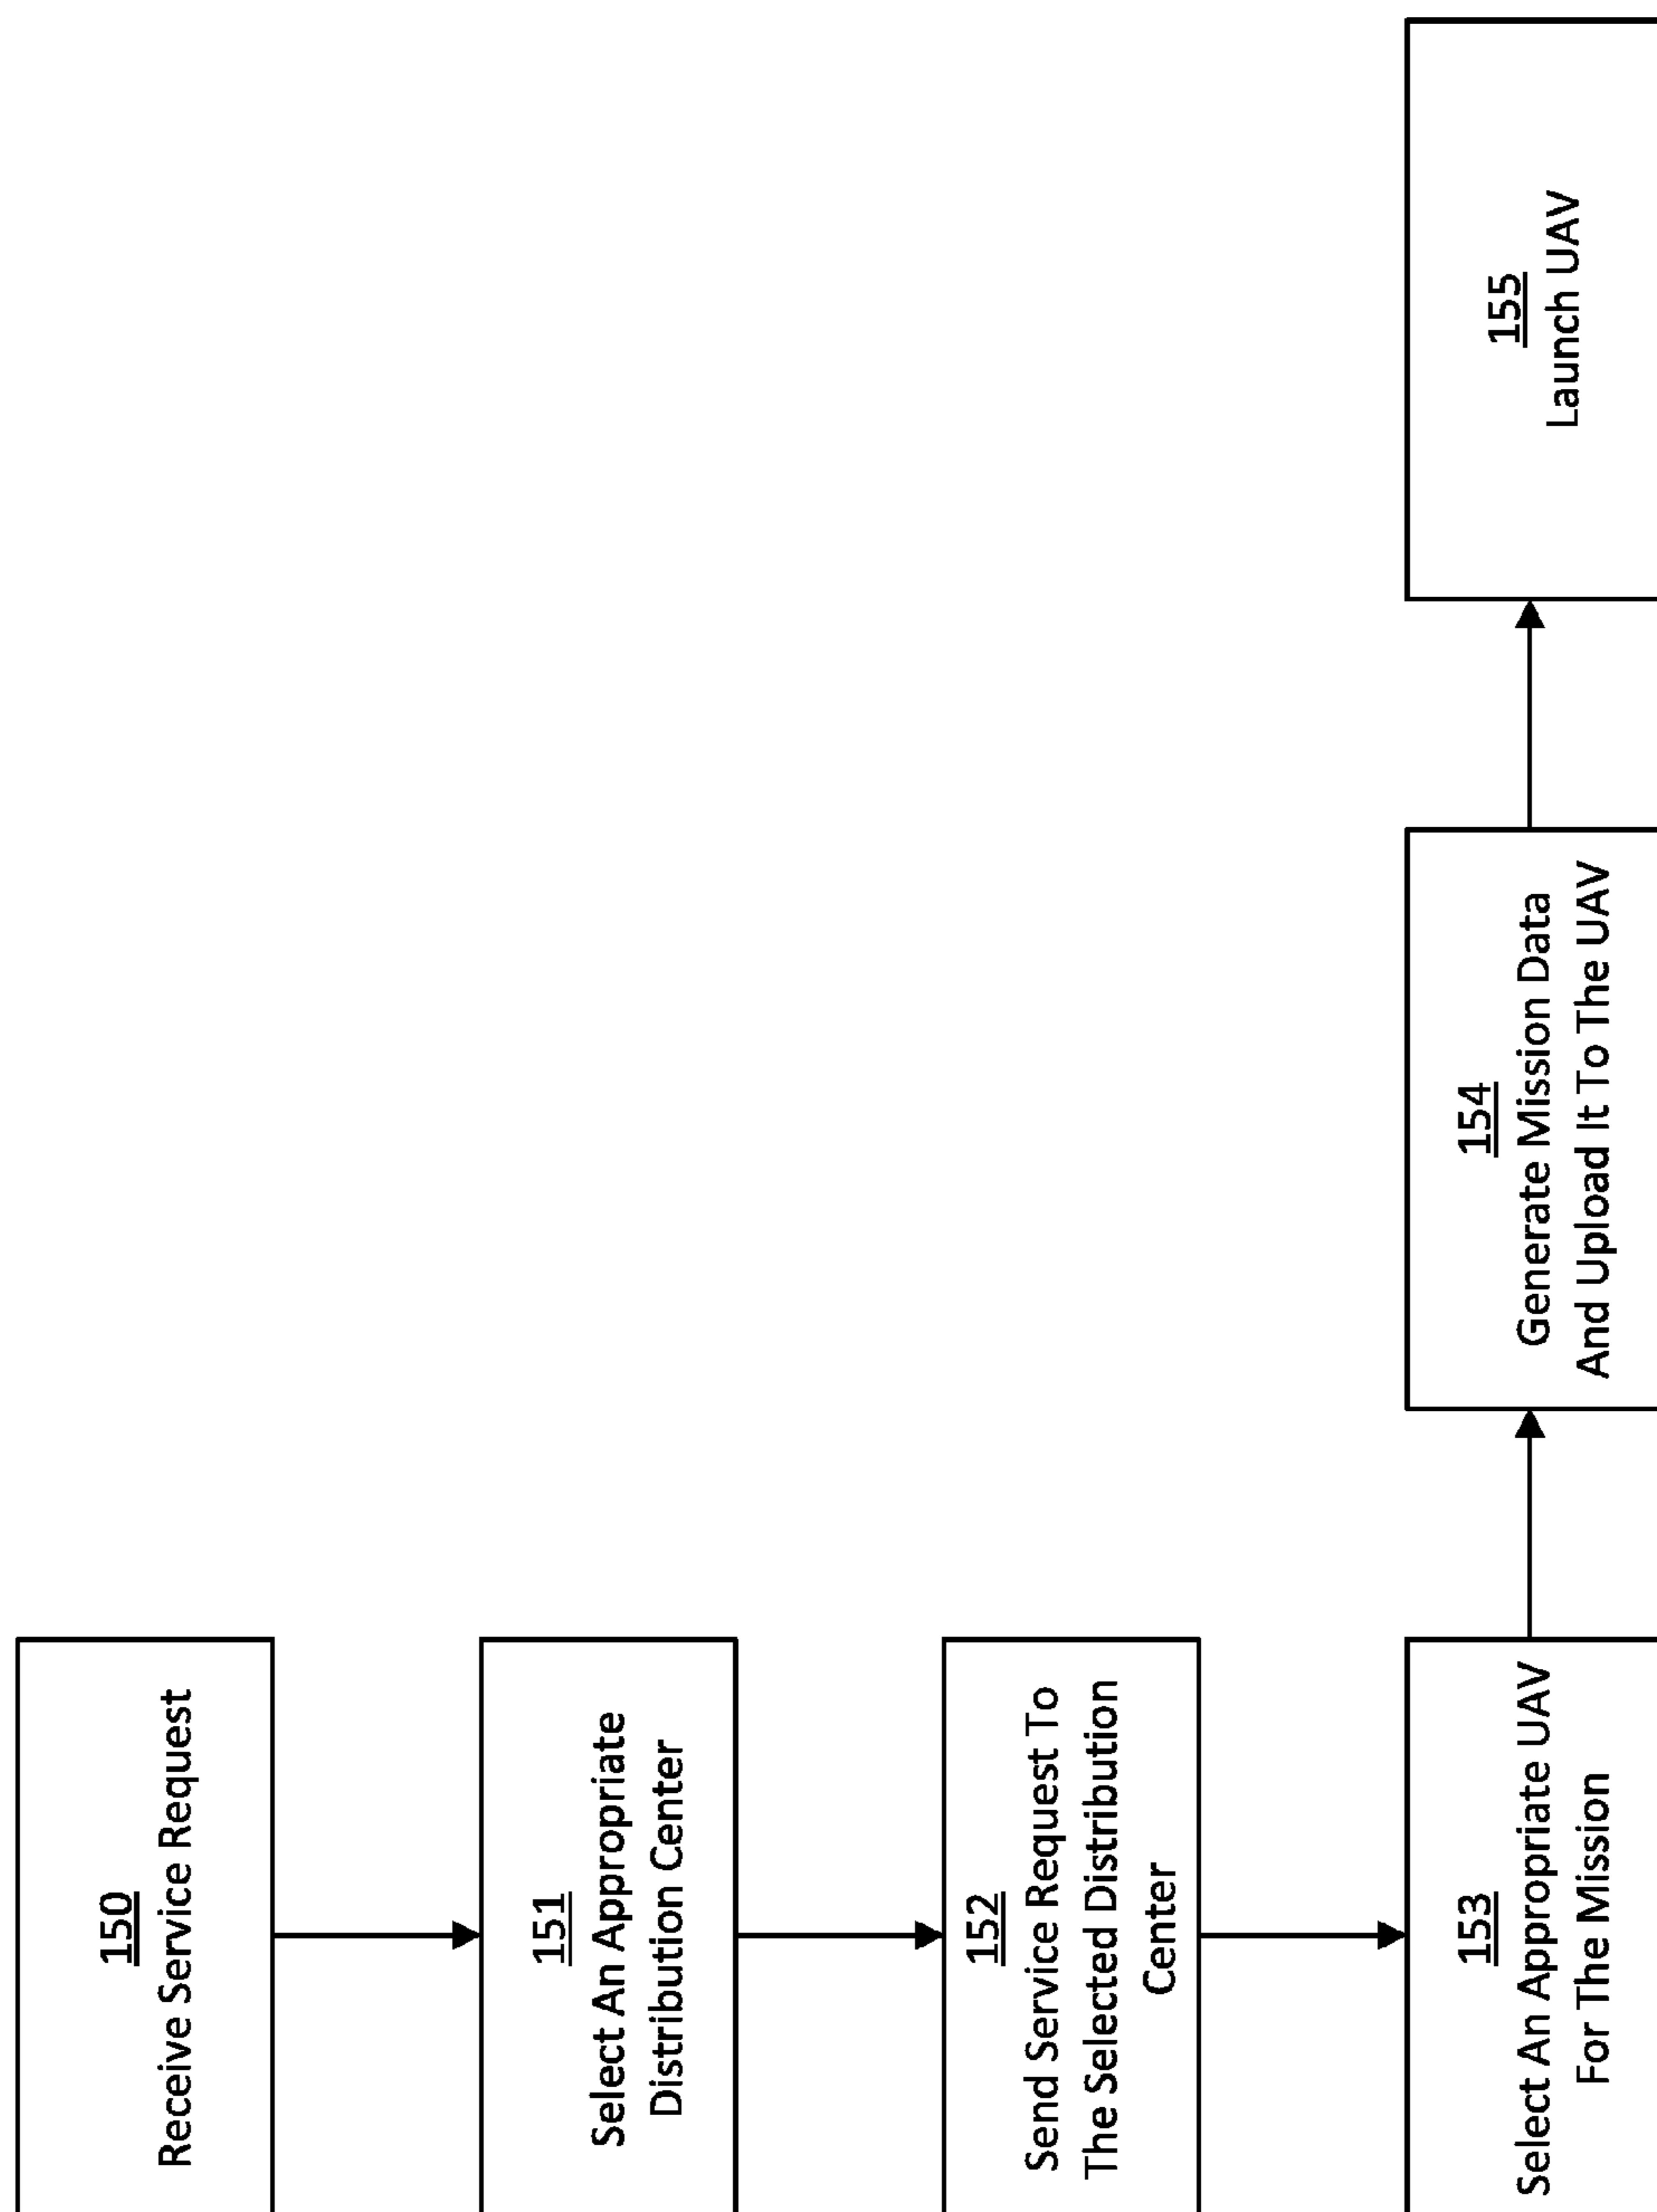 150
Receive Service Request
151
Select An Appropriate
Distribution Center
152
Send Service Request To
The Selected Distribution
Center
153
Select An Appropriate UAV
For The Mission
154
Generate Mission Data
And Upload It To The UAV
155
Launch UAV